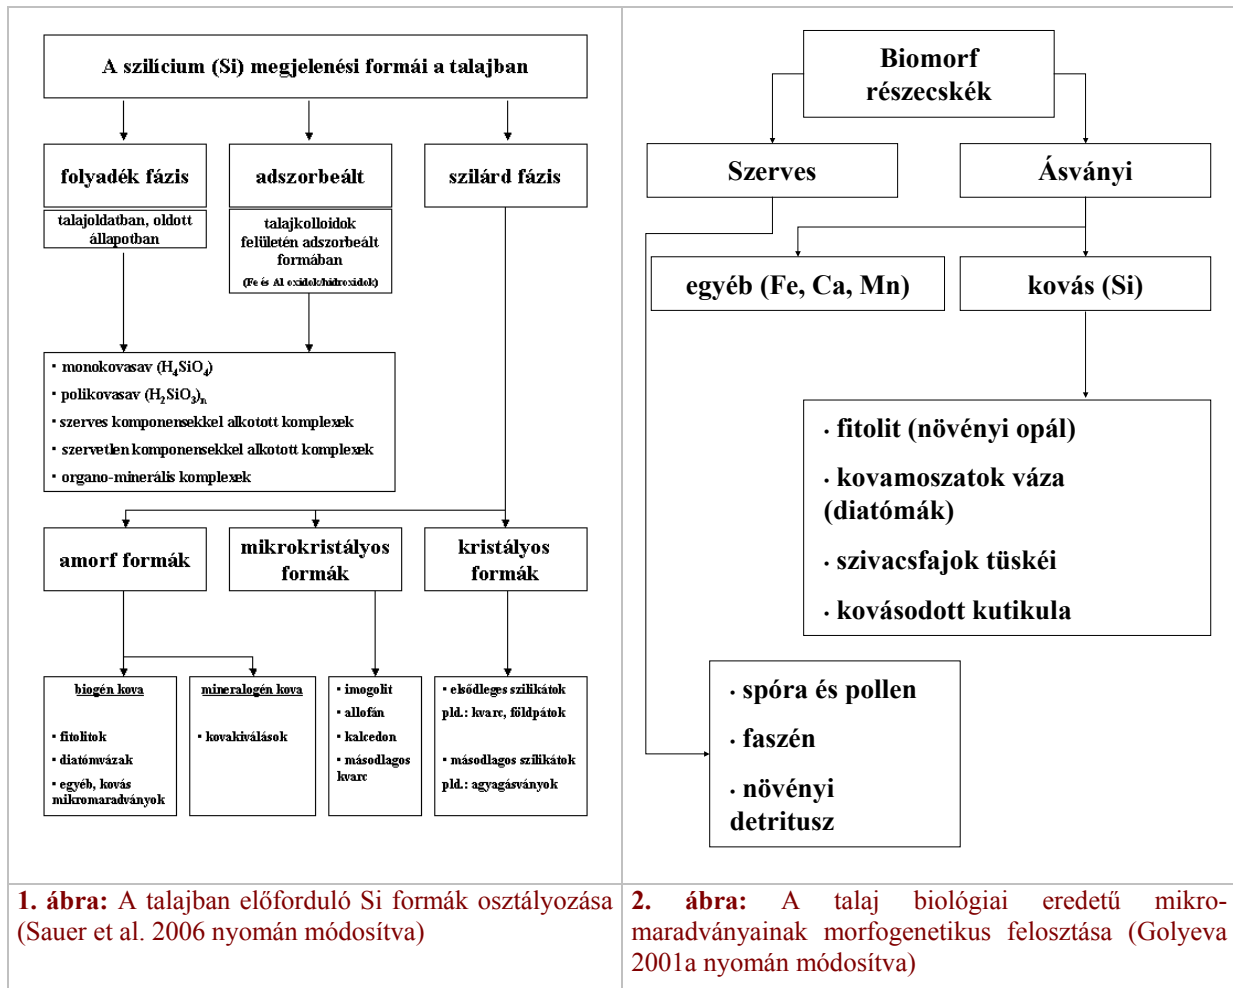 A szilícium (Si) megjelenési formái a talajban
folyadék fázis
talajoldatban, oldott
állapotban
adszorbeált
talajkolloidok
felületén adszorbeált
formában
(Fe és Al oxidok/hidroxidok)
szilárd fázis
▪ monokovasav (H₄SiO₄)
▪ polikovasav (H₂SiO₃)ₙ
▪ szerves komponensekkel alkotott komplexek
▪ szervetlen komponensekkel alkotott komplexek
▪ organo-minerális komplexek
amorf formák
mikrokristályos
formák
kristályos
formák
biogén kova
▪ fitolitok
▪ diatómvázak
▪ egyéb, kovás
mikromaradványok
mineralogén kova
▪ kovakiválások
▪ imogolit
▪ allofán
▪ kalcedon
▪ másodlagos
kvarc
▪ elsődleges szilikátok
pld.: kvarc, földpátok
▪ másodlagos szilikátok
pld.: agyagásványok
1. ábra: A talajban előforduló Si formák osztályozása
(Sauer et al. 2006 nyomán módosítva)
Biomorf
részecskék
Szerves
Ásványi
egyéb (Fe, Ca, Mn)
kovás (Si)
· fitolit (növényi opál)
· kovamoszatok váza
(diatómák)
· szivacsfajok tüskéi
· kovásodott kutikula
· spóra és pollen
· faszén
· növényi
detritusz
2. ábra: A talaj biológiai eredetű mikro-
maradványainak morfogenetikus felosztása (Golyeva
2001a nyomán módosítva)